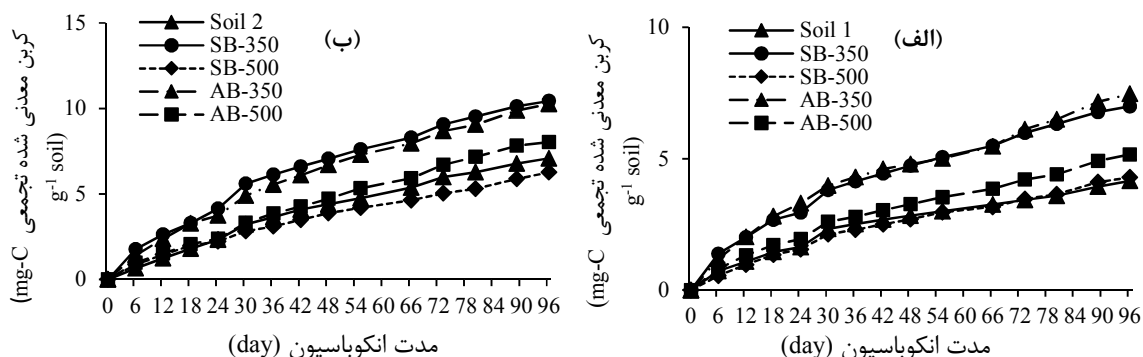 (ب)
15
10
5
0
Soil 2
SB-350
SB-500
AB-350
AB-500
کربن معدنی شده تجمعی
(mg-C g-1 soil)
0 6 12 18 24 30 36 42 48 54 60 66 72 78 84 90 96
مدت انکوباسیون (day)
(الف)
10
5
0
Soil 1
SB-350
SB-500
AB-350
AB-500
کربن معدنی شده تجمعی
(mg-C g-1 soil)
0 6 12 18 24 30 36 42 48 54 60 66 72 78 84 90 96
مدت انکوباسیون (day)